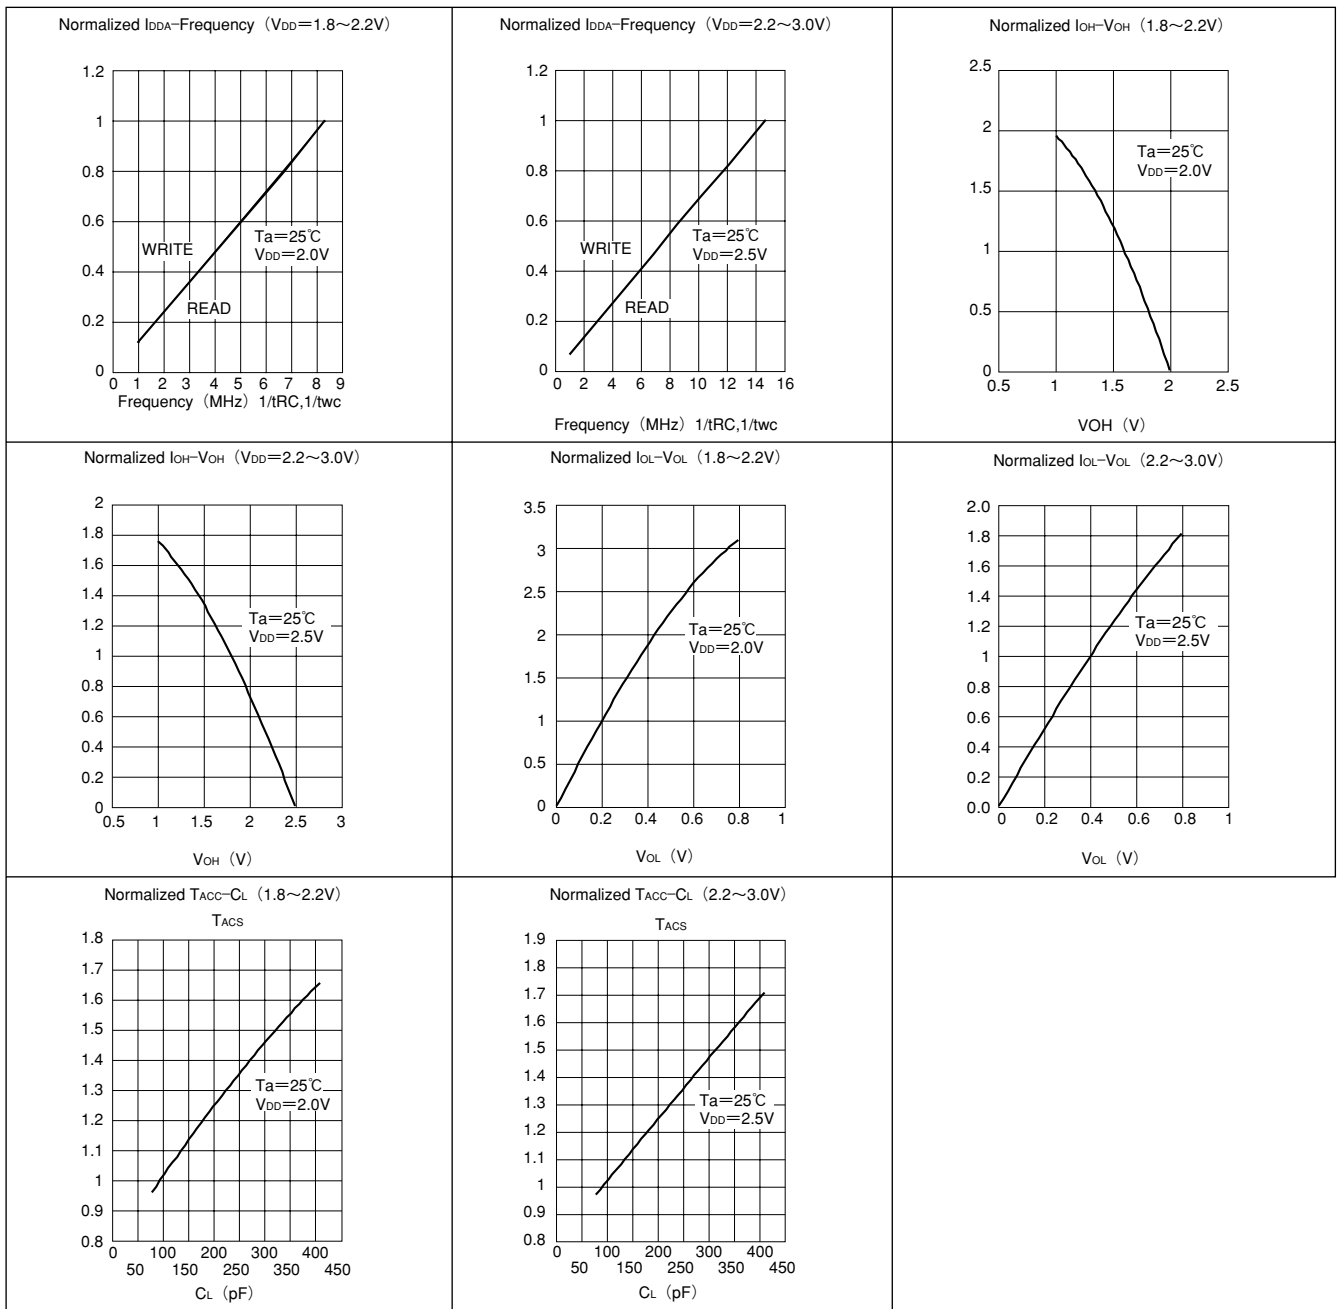 Normalized IDDA–Frequency（VDD＝1.8～2.2V）
1.2
1
0.8
0.6
0.4
0.2
0
WRITE
READ
Ta＝25℃
VDD＝2.0V
0 1 2 3 4 5 6 7 8 9
Frequency（MHz）1/tRC,1/twc
Normalized IDDA–Frequency（VDD＝2.2～3.0V）
1.2
1
0.8
0.6
0.4
0.2
0
WRITE
READ
Ta＝25℃
VDD＝2.5V
0 2 4 6 8 10 12 14 16
Frequency（MHz）1/tRC,1/twc
Normalized IOH–VOH（1.8～2.2V）
2.5
2
1.5
1
0.5
0
Ta＝25℃
VDD＝2.0V
0.5 1 1.5 2 2.5
VOH（V）
Normalized IOH–VOH（VDD＝2.2～3.0V）
2
1.8
1.6
1.4
1.2
1
0.8
0.6
0.4
0.2
0
Ta＝25℃
VDD＝2.5V
0.5 1 1.5 2 2.5 3
VOH（V）
Normalized IOL–VOL（1.8～2.2V）
3.5
3
2.5
2
1.5
1
0.5
0
Ta＝25℃
VDD＝2.0V
0 0.2 0.4 0.6 0.8 1
VOL（V）
Normalized IOL–VOL（2.2～3.0V）
2.0
1.8
1.6
1.4
1.2
1
0.8
0.6
0.4
0.2
0.0
Ta＝25℃
VDD＝2.5V
0 0.2 0.4 0.6 0.8 1
VOL（V）
Normalized TACC–CL（1.8～2.2V）
TACS
1.8
1.7
1.6
1.5
1.4
1.3
1.2
1.1
1
0.9
0.8
Ta＝25℃
VDD＝2.0V
0 100 200 300 400
50 150 250 350 450
CL（pF）
Normalized TACC–CL（2.2～3.0V）
TACS
1.9
1.8
1.7
1.6
1.5
1.4
1.3
1.2
1.1
1
0.9
0.8
Ta＝25℃
VDD＝2.5V
0 100 200 300 400
50 150 250 350 450
CL（pF）